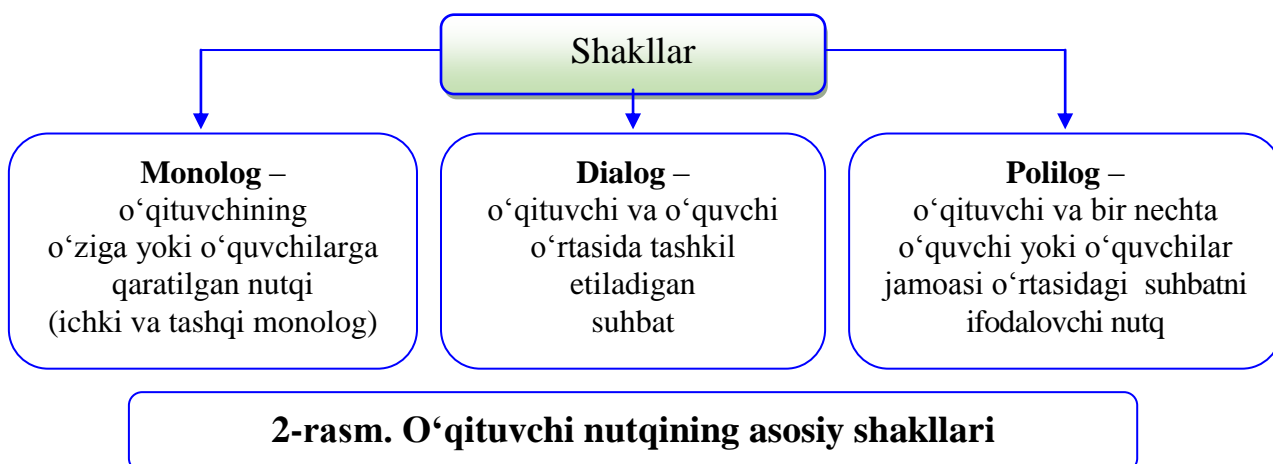 Shakllar
Monolog –
o‘qituvchining
o‘ziga yoki o‘quvchilarga
qaratilgan nutqi
(ichki va tashqi monolog)
Dialog –
o‘qituvchi va o‘quvchi
o‘rtasida tashkil
etiladigan
suhbat
Polilog –
o‘qituvchi va bir nechta
o‘quvchi yoki o‘quvchilar
jamoasi o‘rtasidagi suhbatni
ifodalovchi nutq
2-rasm. O‘qituvchi nutqining asosiy shakllari